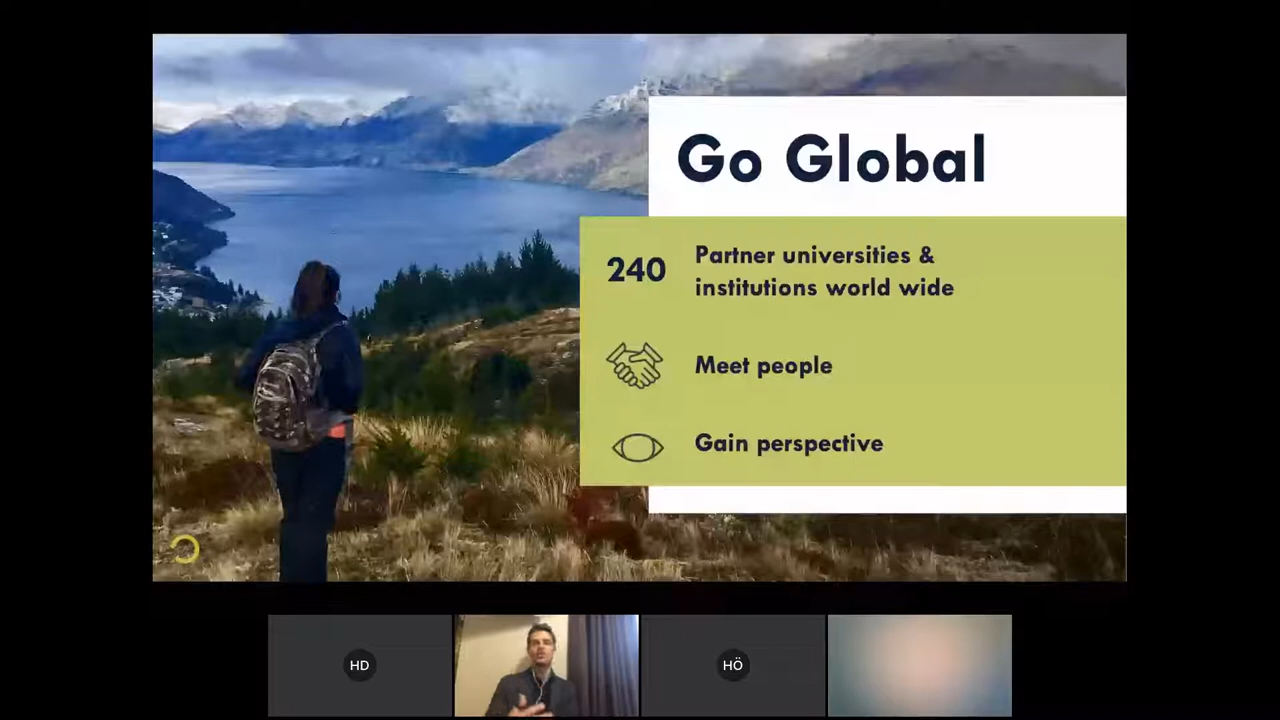 Go Global
240
Partner universities &
institutions world wide
Meet people
Gain perspective
HD
HÖ